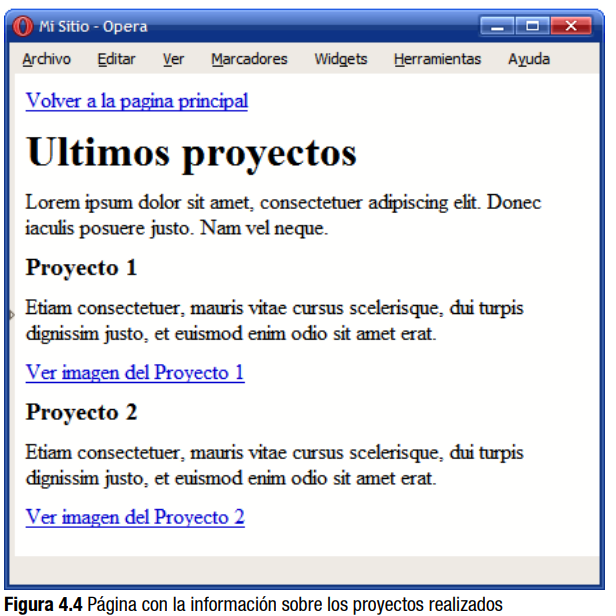 Mi Sitio - Opera
Archivo Editar Ver Marcadores Widgets Herramientas Ayuda
Volver a la pagina principal
Ultimos proyectos
Lorem ipsum dolor sit amet, consectetuer adipiscing elit. Donec
iaculis posuere justo. Nam vel neque.
Proyecto 1
Etiam consectetuer, mauris vitae cursus scelerisque, dui turpis
dignissim justo, et euismod enim odio sit amet erat.
Ver imagen del Proyecto 1
Proyecto 2
Etiam consectetuer, mauris vitae cursus scelerisque, dui turpis
dignissim justo, et euismod enim odio sit amet erat.
Ver imagen del Proyecto 2
Figura 4.4 Página con la información sobre los proyectos realizados